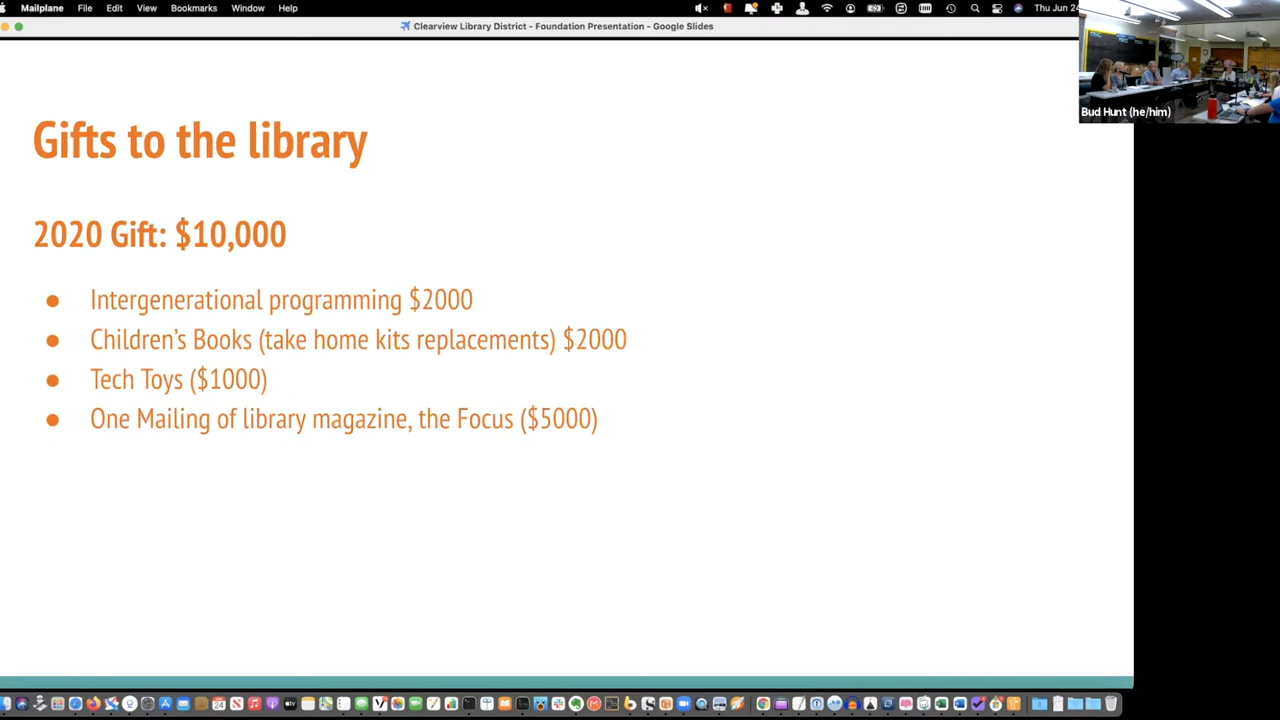 Mailplane File Edit View Bookmarks Window Help Thu Jun 24
Clearview Library District - Foundation Presentation - Google Slides
Bud Hunt (he/him)
Gifts to the library
2020 Gift: $10,000
● Intergenerational programming $2000
● Children’s Books (take home kits replacements) $2000
● Tech Toys ($1000)
● One Mailing of library magazine, the Focus ($5000)